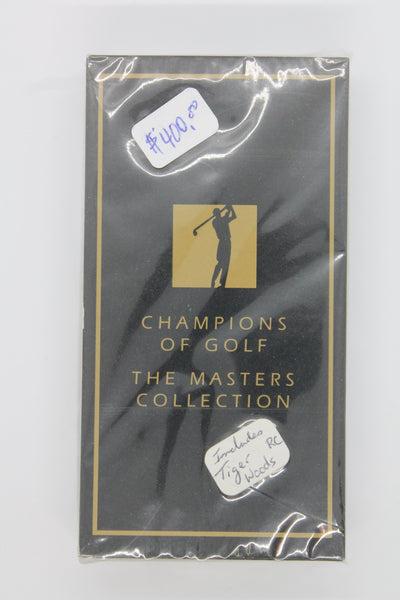 $400.00
CHAMPIONS
OF GOLF
THE MASTERS
COLLECTION
Includes
Tiger RC
Woods